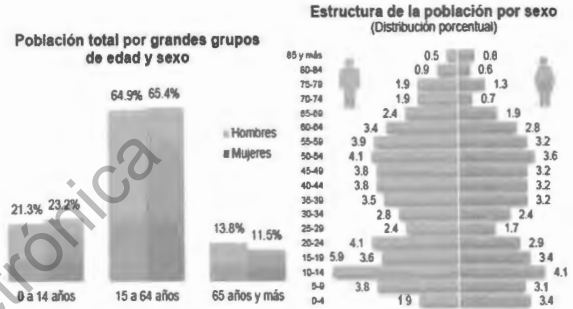 Población total por grandes grupos
de edad y sexo
64.9% 65.4%
Hombres
Mujeres
21.3% 23.2%
13.8% 11.5%
0 a 14 años 15 a 64 años 65 años y más
Estructura de la población por sexo
(Distribución porcentual)
85 y más 0.5 0.8
80-84 0.9 0.6
75-79 1.9 1.3
70-74 1.9 0.7
65-69 2.4 1.9
60-64 3.4 2.8
55-59 3.9 3.2
50-54 4.1 3.6
45-49 3.8 3.2
40-44 3.8 3.2
35-39 3.5 3.2
30-34 2.8 2.4
25-29 2.4 1.7
20-24 4.1 2.9
15-19 3.6 3.4
10-14 5.9 4.1
5-9 3.8 3.1
0-4 1.9 3.4